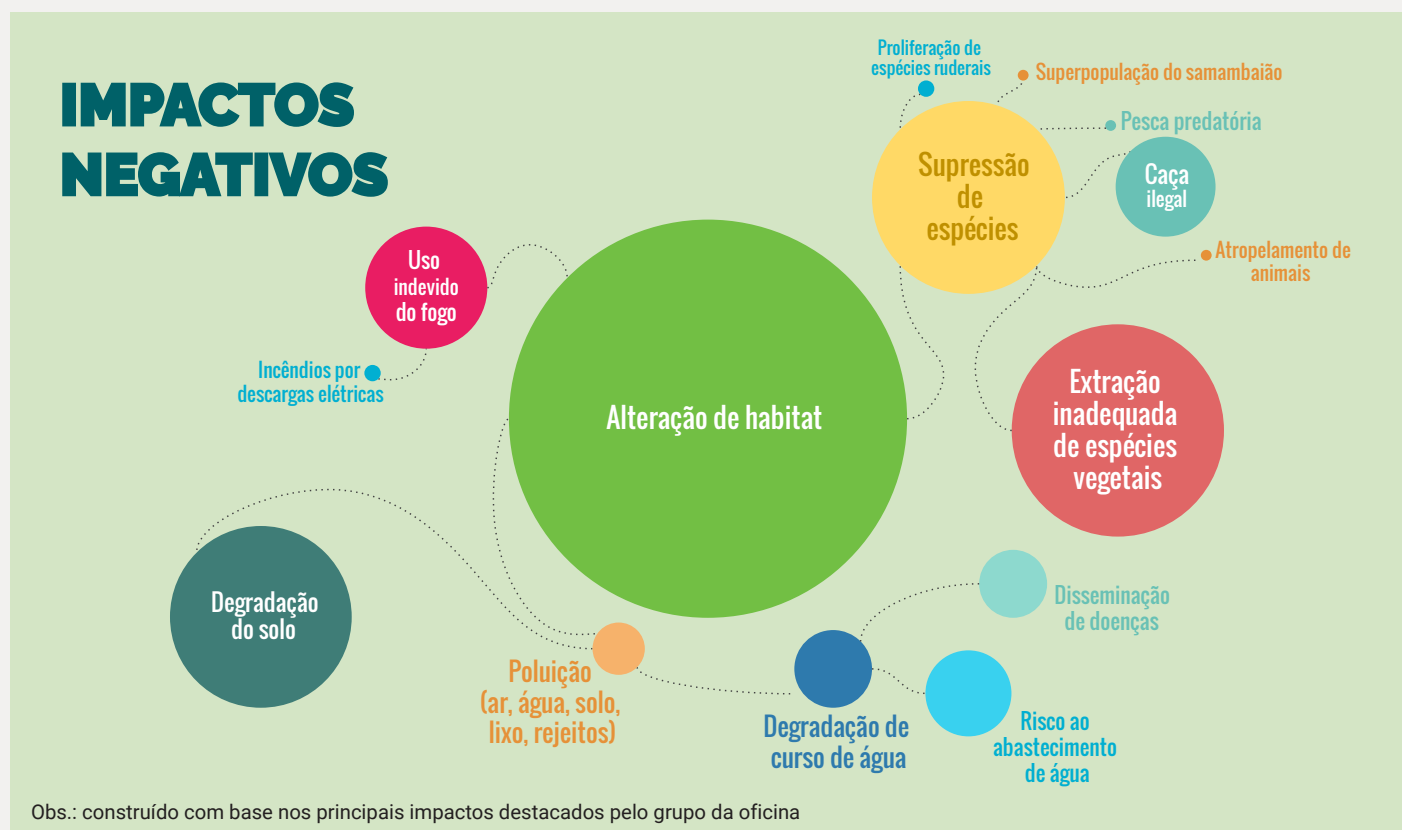 IMPACTOS
NEGATIVOS
Proliferação de
espécies ruderais
Superpopulação do samambaião
Pesca predatória
Supressão
de
espécies
Caça
ilegal
Atropelamento de
animais
Uso
indevido
do fogo
Incêndios por
descargas elétricas
Alteração de habitat
Extração
inadequada
de espécies
vegetais
Degradação
do solo
Disseminação
de doenças
Poluição
(ar, água, solo,
lixo, rejeitos)
Degradação de
curso de água
Risco ao
abastecimento
de água
Obs.: construído com base nos principais impactos destacados pelo grupo da oficina